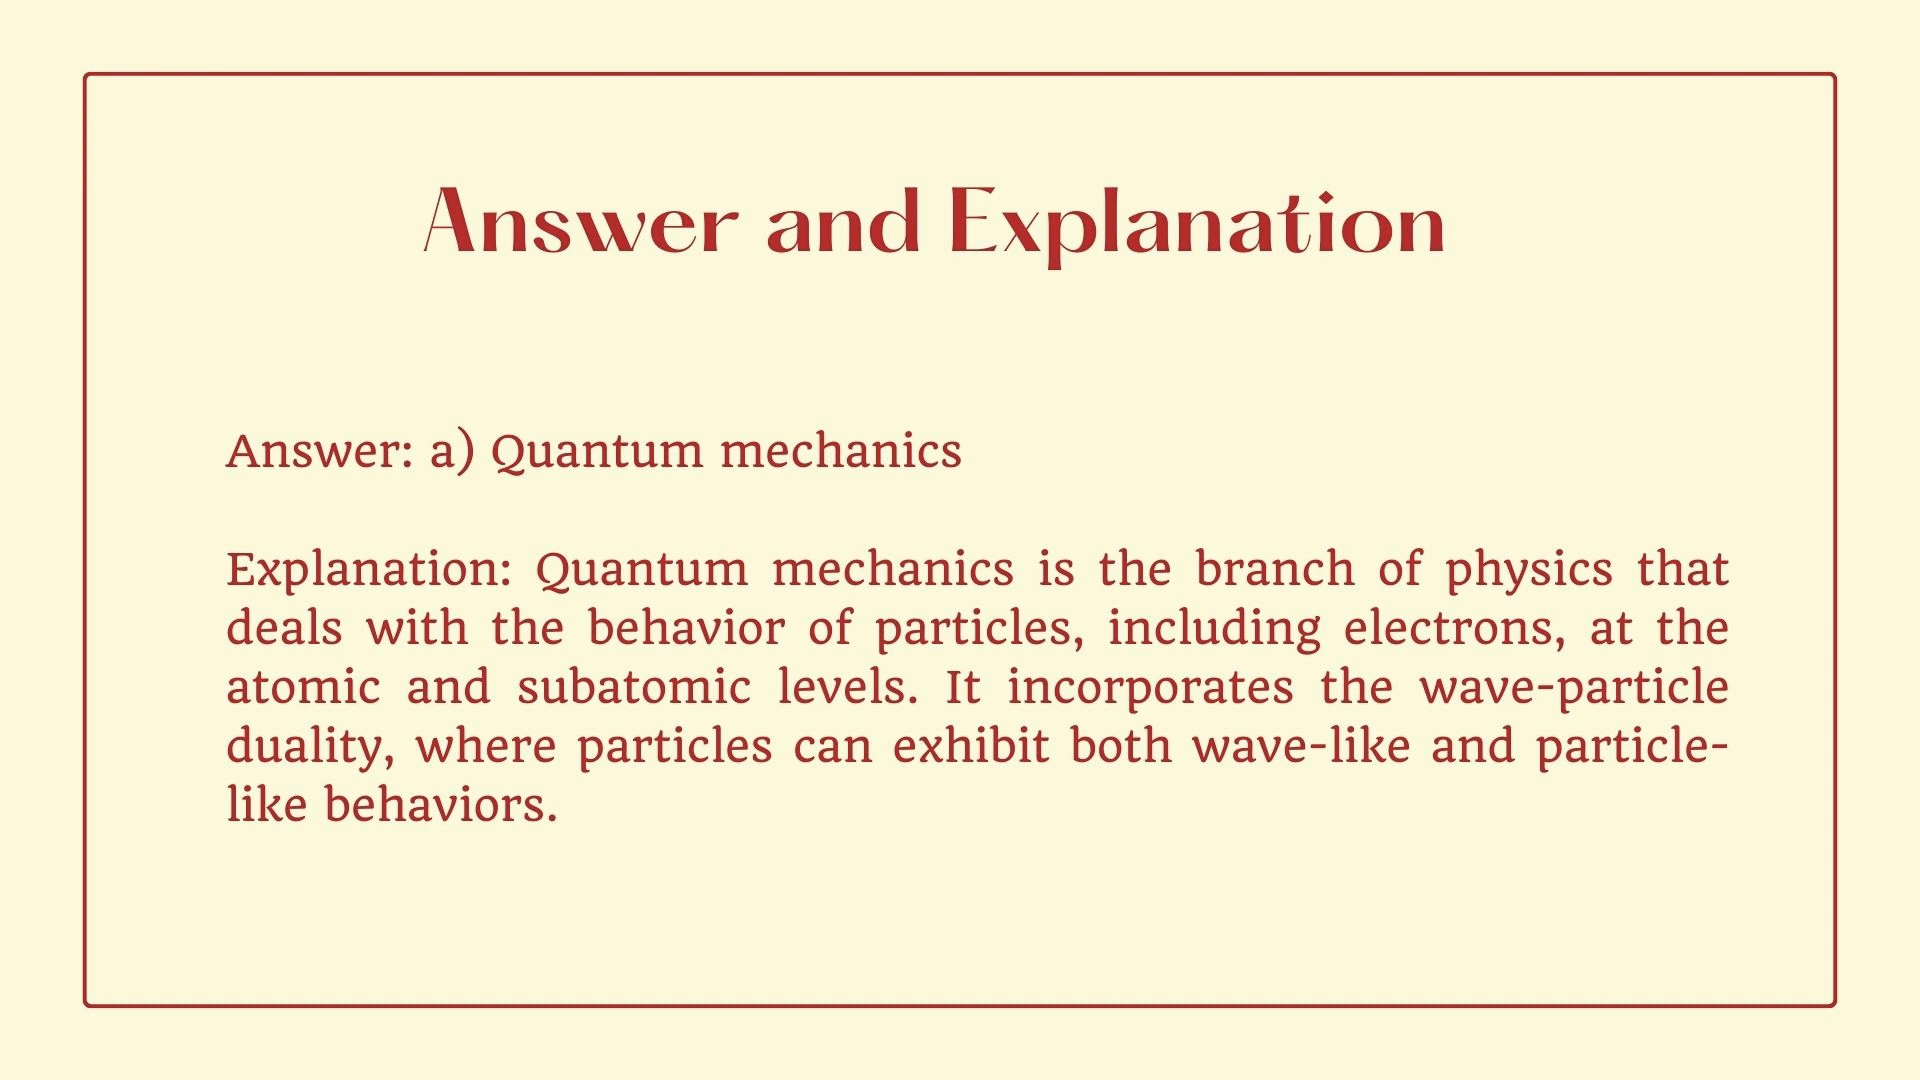 Answer and Explanation
Answer: a) Quantum mechanics
Explanation: Quantum mechanics is the branch of physics that
deals with the behavior of particles, including electrons, at the
atomic and subatomic levels. It incorporates the wave-particle
duality, where particles can exhibit both wave-like and particle-
like behaviors.